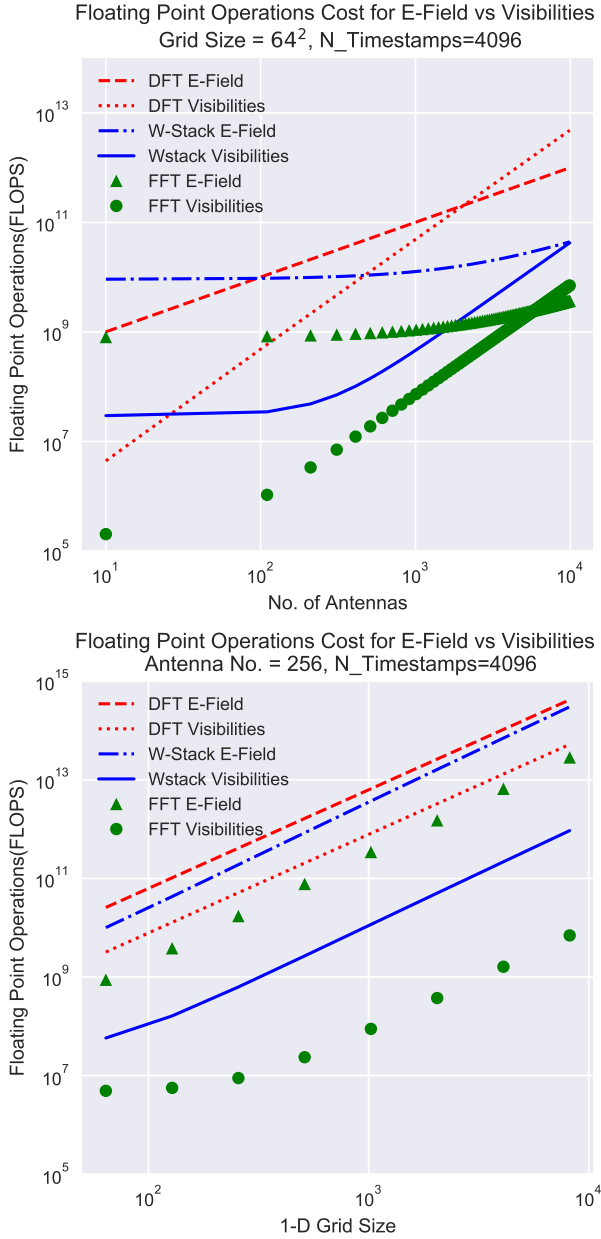 Floating Point Operations Cost for E-Field vs Visibilities
Grid Size = 64², N_Timestamps=4096
DFT E-Field
DFT Visibilities
W-Stack E-Field
Wstack Visibilities
FFT E-Field
FFT Visibilities
Floating Point Operations(FLOPS)
10¹³
10¹¹
10⁹
10⁷
10⁵
10¹ 10² 10³ 10⁴
No. of Antennas
Floating Point Operations Cost for E-Field vs Visibilities
Antenna No. = 256, N_Timestamps=4096
DFT E-Field
DFT Visibilities
W-Stack E-Field
Wstack Visibilities
FFT E-Field
FFT Visibilities
Floating Point Operations(FLOPS)
10¹⁵
10¹³
10¹¹
10⁹
10⁷
10⁵
10² 10³ 10⁴
1-D Grid Size